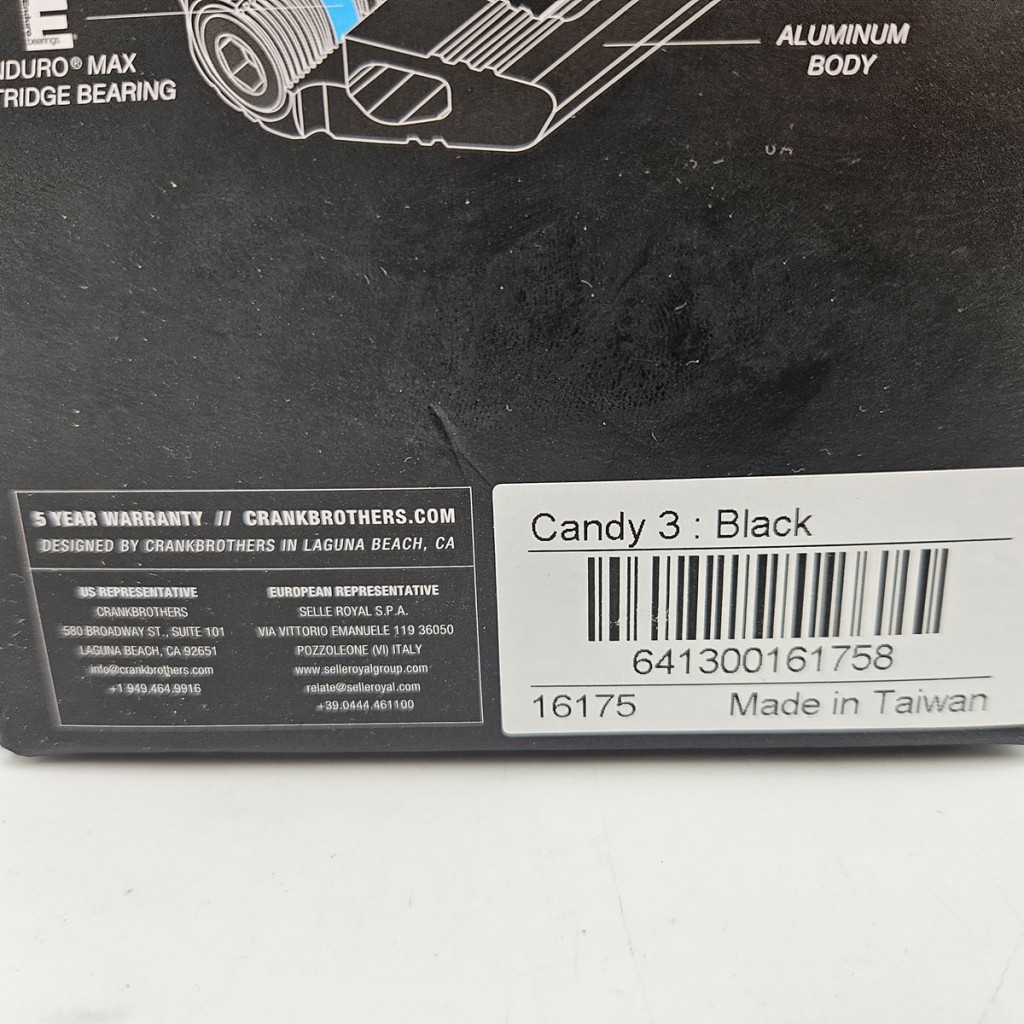 E
bearings
NDURO® MAX
TRIDGE BEARING
ALUMINUM
BODY
5 YEAR WARRANTY // CRANKBROTHERS.COM
DESIGNED BY CRANKBROTHERS IN LAGUNA BEACH, CA
US REPRESENTATIVE
CRANKBROTHERS
580 BROADWAY ST., SUITE 101
LAGUNA BEACH, CA 92651
info@crankbrothers.com
+1 949.464.9916
EUROPEAN REPRESENTATIVE
SELLE ROYAL S.P.A.
VIA VITTORIO EMANUELE 119 36050
POZZOLEONE (VI) ITALY
www.selleroyalgroup.com
relate@selleroyal.com
+39.0444.461100
Candy 3 : Black
641300161758
16175 Made in Taiwan